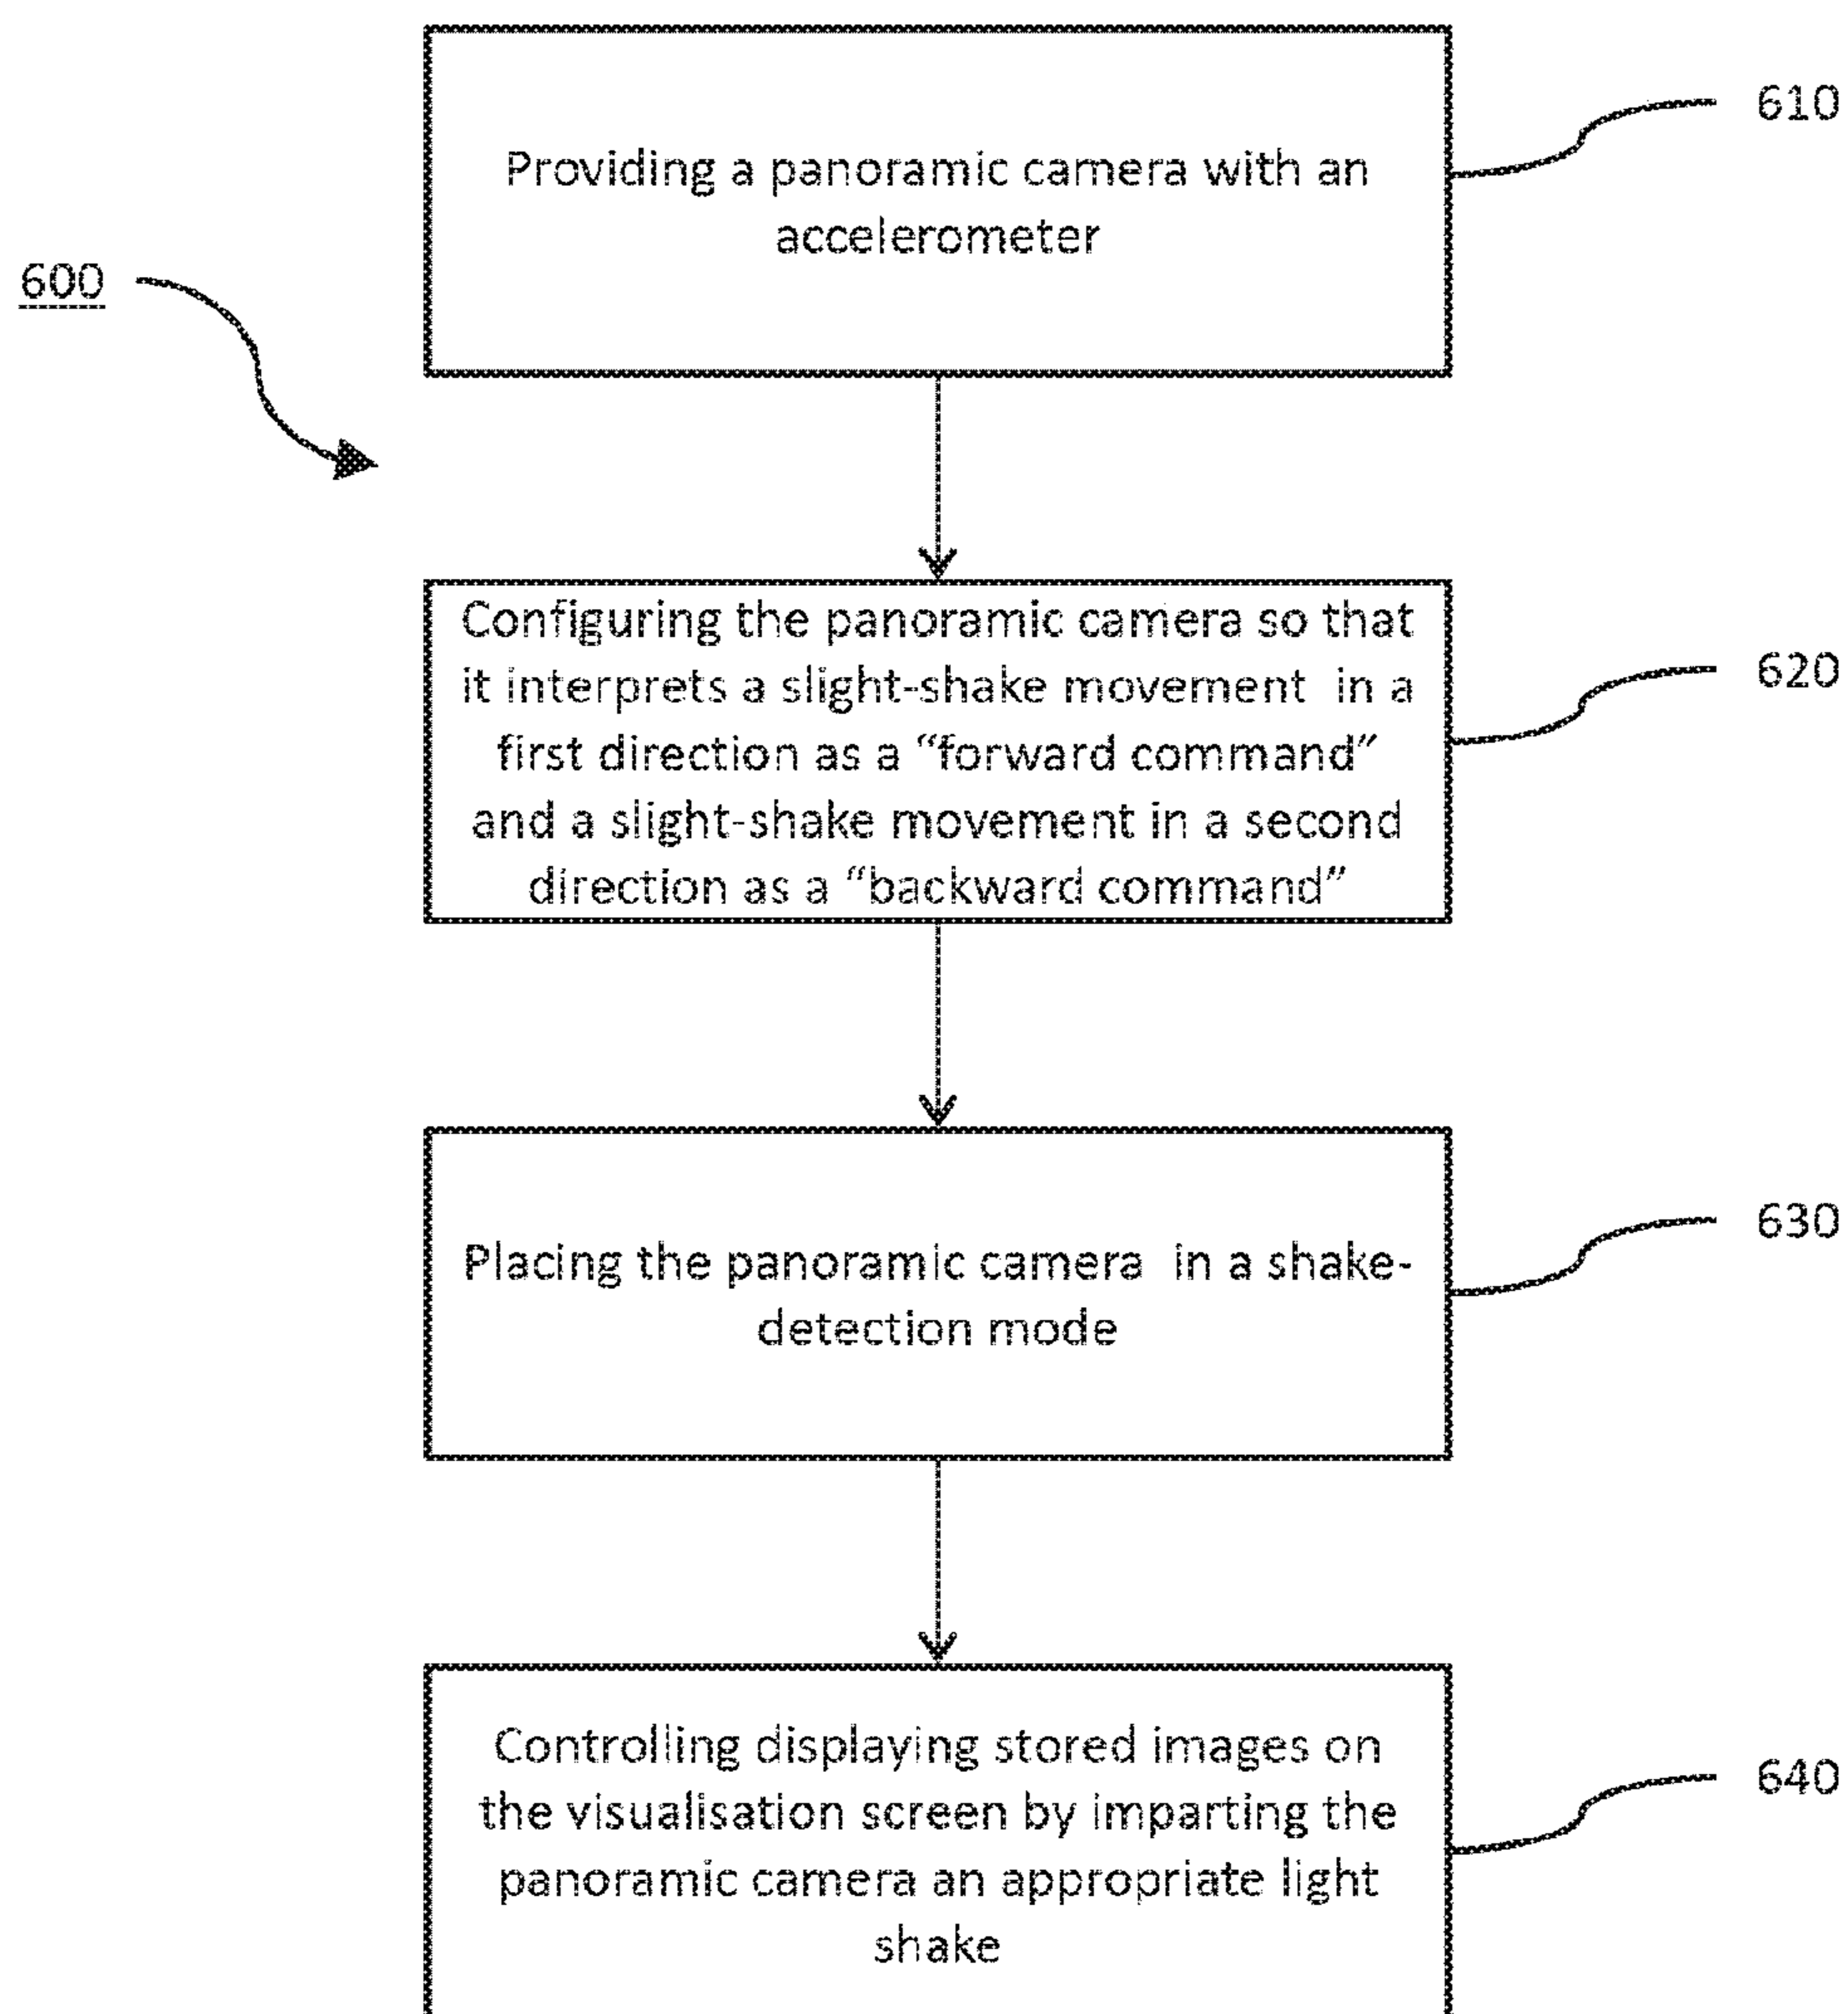 Providing a panoramic camera with an
accelerometer
610
600
Configuring the panoramic camera so that
it interprets a slight-shake movement in a
first direction as a “forward command”
and a slight-shake movement in a second
direction as a “backward command”
620
Placing the panoramic camera in a shake-
detection mode
630
Controlling displaying stored images on
the visualisation screen by imparting the
panoramic camera an appropriate light
shake
640